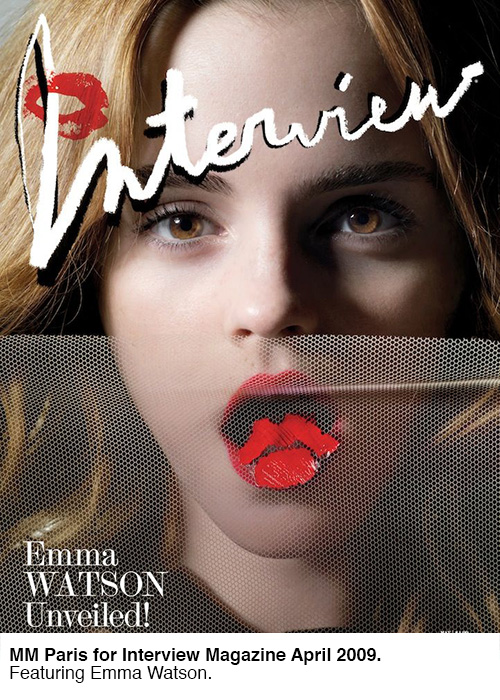 Interview
Emma
WATSON
Unveiled!
MM Paris for Interview Magazine April 2009.
Featuring Emma Watson.